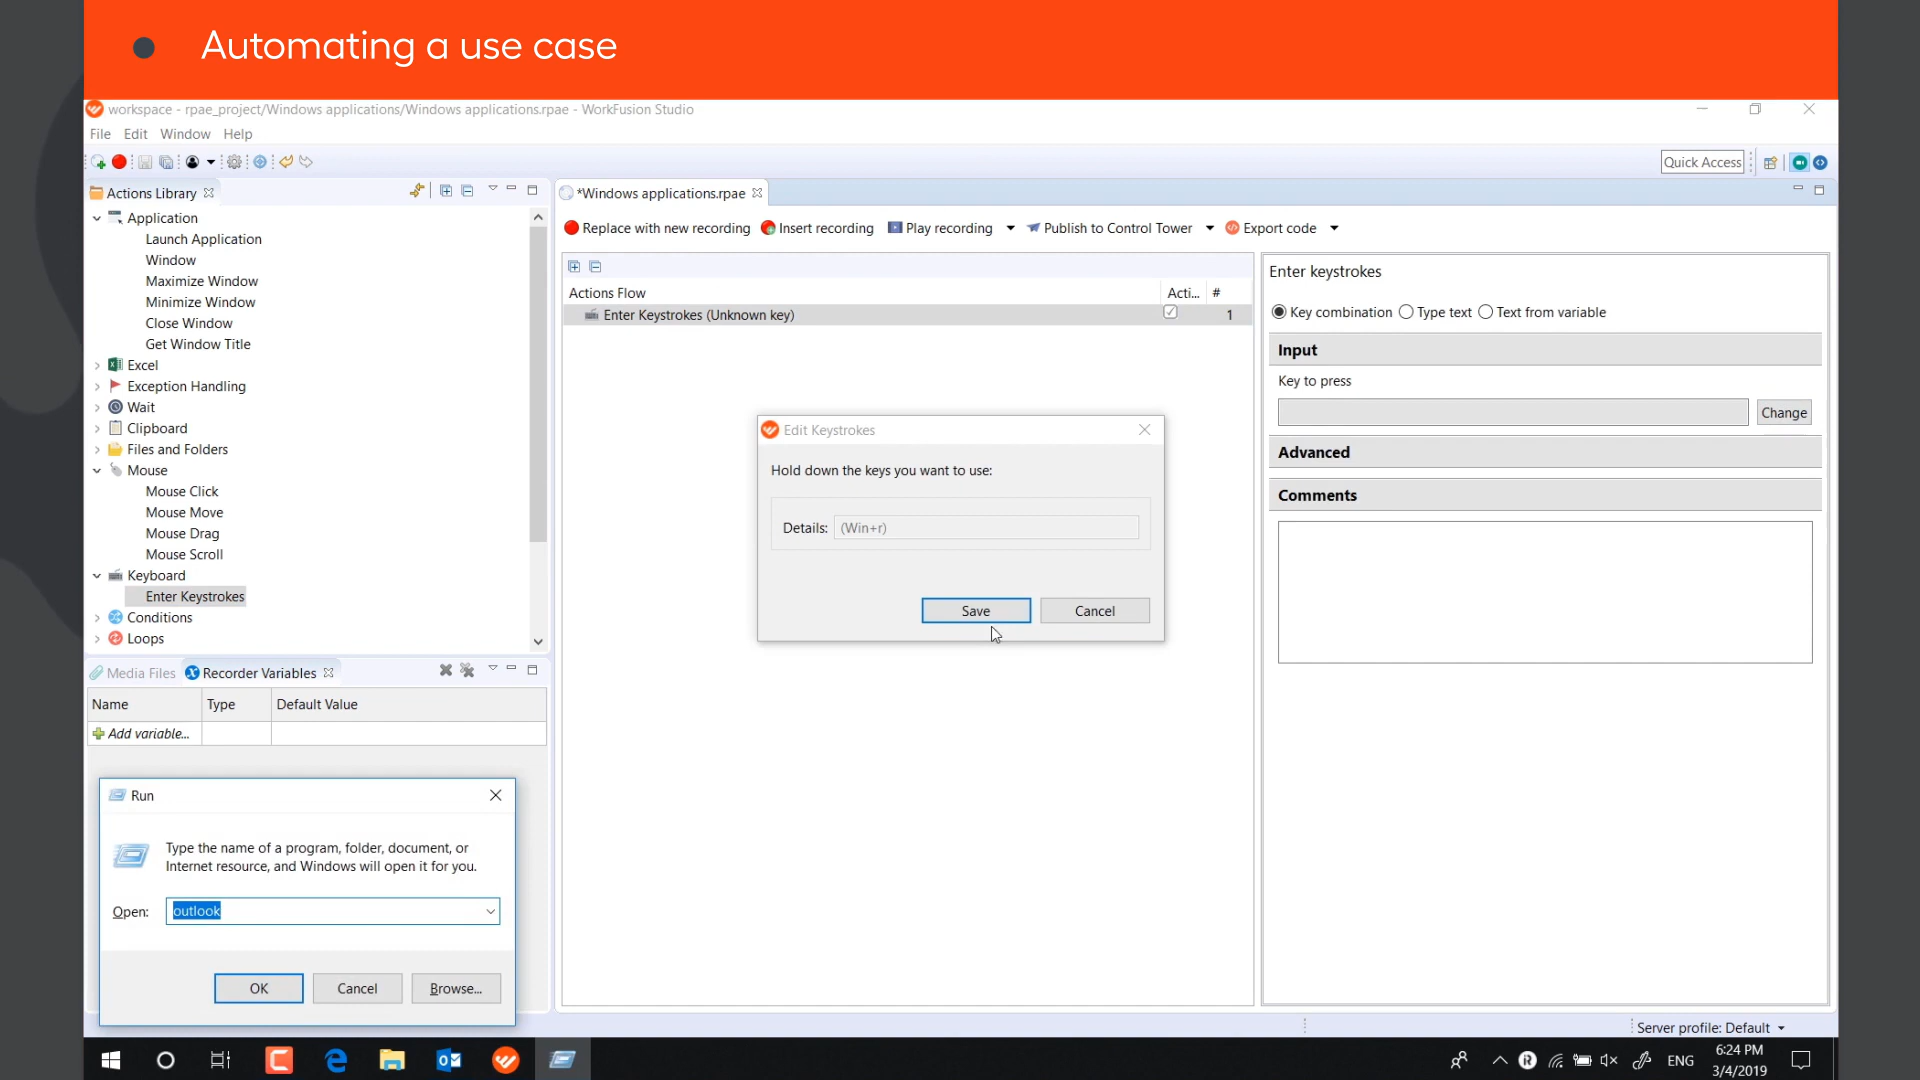 Automating a use case
workspace - rpae_project/Windows applications/Windows applications.rpae - WorkFusion Studio
File Edit Window Help
Quick Access
Actions Library
Application
Launch Application
Window
Maximize Window
Minimize Window
Close Window
Get Window Title
Excel
Exception Handling
Wait
Clipboard
Files and Folders
Mouse
Mouse Click
Mouse Move
Mouse Drag
Mouse Scroll
Keyboard
Enter Keystrokes
Conditions
Loops
Media Files Recorder Variables
Name Type Default Value
Add variable...
Run
Type the name of a program, folder, document, or
Internet resource, and Windows will open it for you.
Open: outlook
OK Cancel Browse...
*Windows applications.rpae
Replace with new recording Insert recording Play recording Publish to Control Tower Export code
Actions Flow Acti... #
Enter Keystrokes (Unknown key) 1
Edit Keystrokes
Hold down the keys you want to use:
Details: (Win+r)
Save Cancel
Enter keystrokes
Key combination Type text Text from variable
Input
Key to press
Change
Advanced
Comments
Server profile: Default
ENG
6:24 PM
3/4/2019